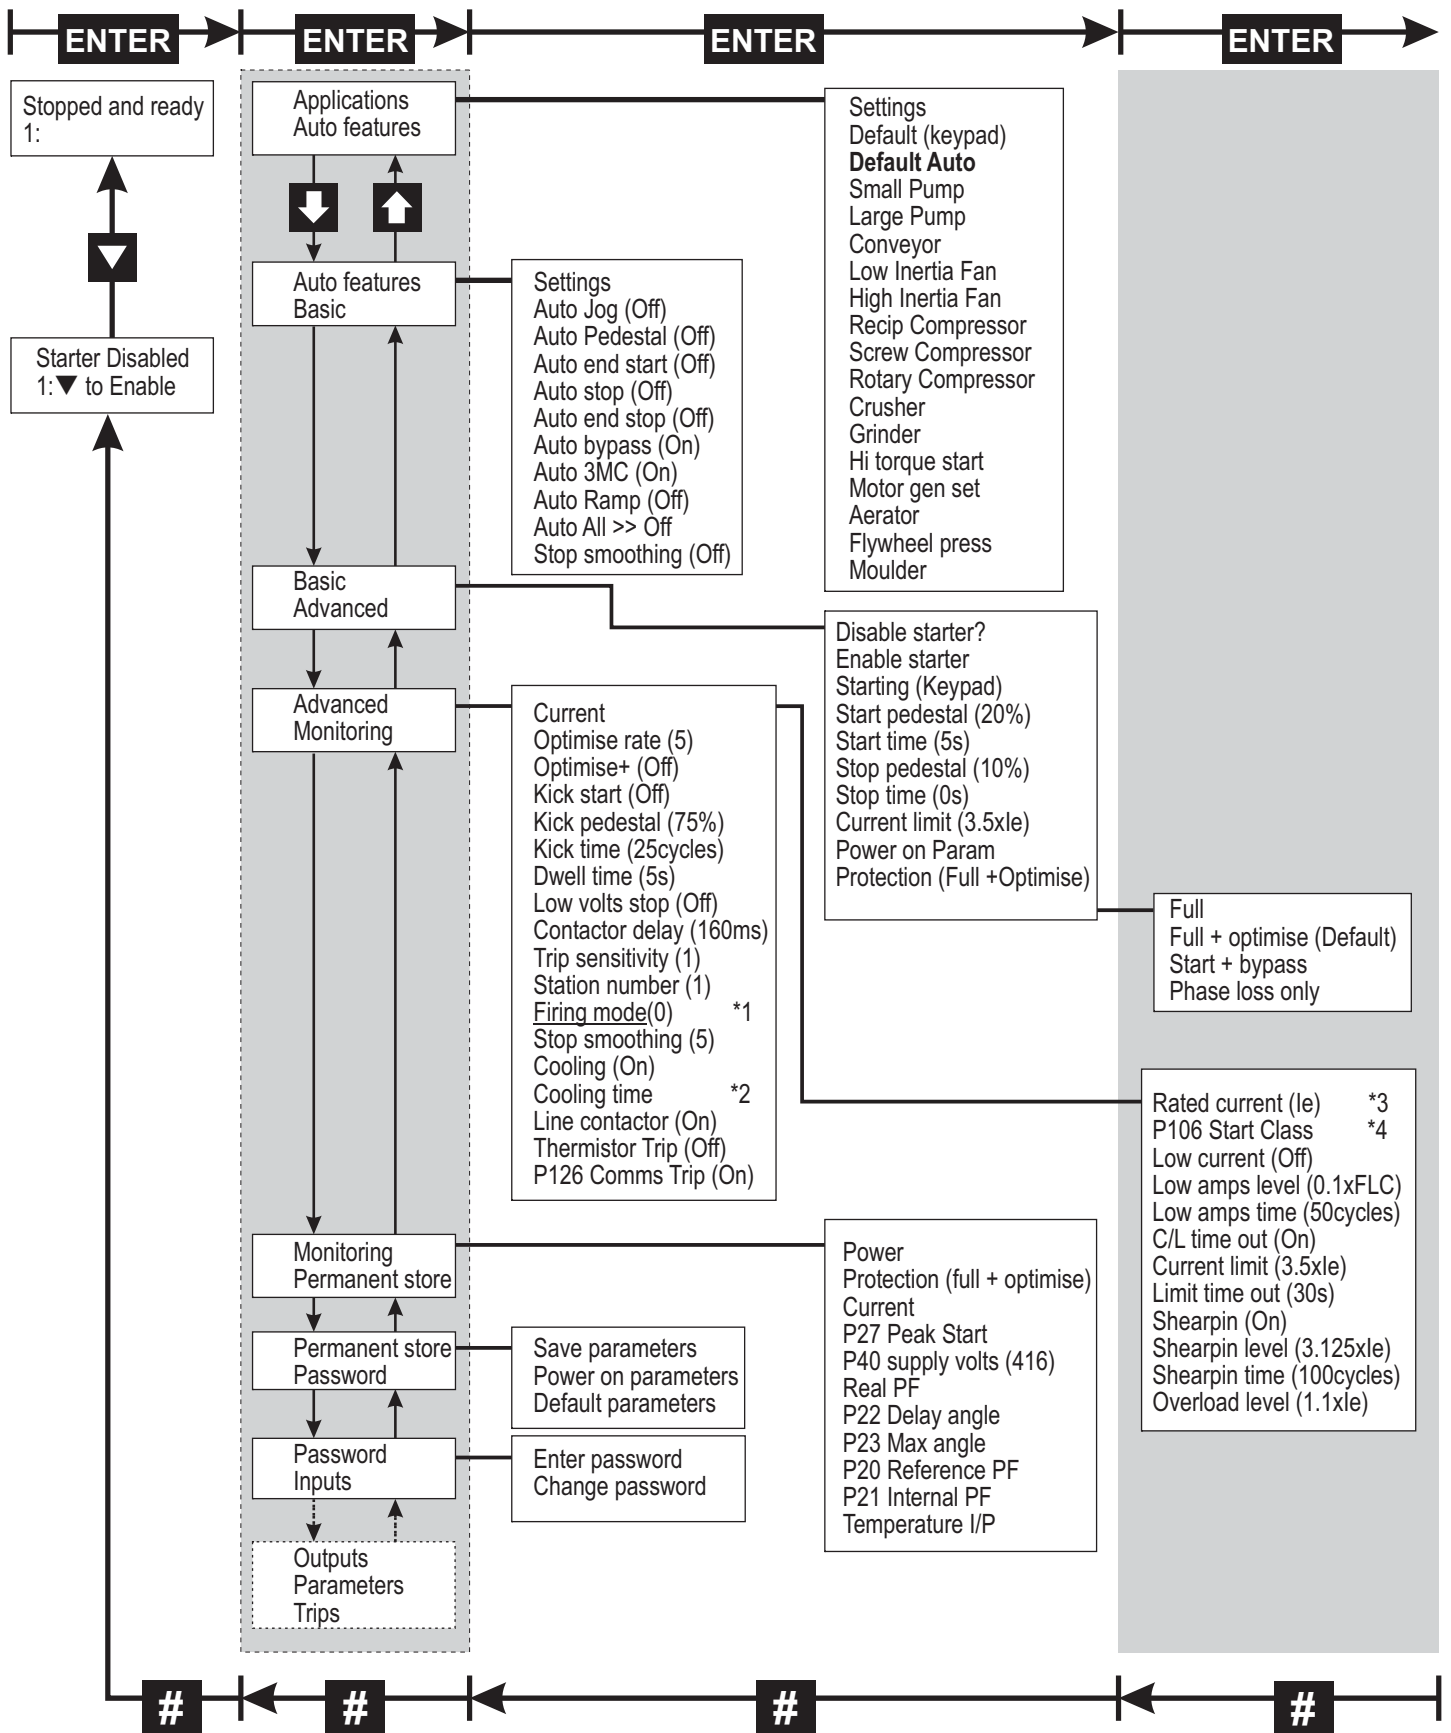 ENTER
ENTER
ENTER
ENTER
Stopped and ready
1:
Starter Disabled
1:▼ to Enable
Applications
Auto features
Auto features
Basic
Basic
Advanced
Advanced
Monitoring
Monitoring
Permanent store
Permanent store
Password
Password
Inputs
Outputs
Parameters
Trips
Settings
Auto Jog (Off)
Auto Pedestal (Off)
Auto end start (Off)
Auto stop (Off)
Auto end stop (Off)
Auto bypass (On)
Auto 3MC (On)
Auto Ramp (Off)
Auto All >> Off
Stop smoothing (Off)
Current
Optimise rate (5)
Optimise+ (Off)
Kick start (Off)
Kick pedestal (75%)
Kick time (25cycles)
Dwell time (5s)
Low volts stop (Off)
Contactor delay (160ms)
Trip sensitivity (1)
Station number (1)
Firing mode(0) *1
Stop smoothing (5)
Cooling (On)
Cooling time *2
Line contactor (On)
Thermistor Trip (Off)
P126 Comms Trip (On)
Save parameters
Power on parameters
Default parameters
Enter password
Change password
Settings
Default (keypad)
Default Auto
Small Pump
Large Pump
Conveyor
Low Inertia Fan
High Inertia Fan
Recip Compressor
Screw Compressor
Rotary Compressor
Crusher
Grinder
Hi torque start
Motor gen set
Aerator
Flywheel press
Moulder
Disable starter?
Enable starter
Starting (Keypad)
Start pedestal (20%)
Start time (5s)
Stop pedestal (10%)
Stop time (0s)
Current limit (3.5xIe)
Power on Param
Protection (Full +Optimise)
Power
Protection (full + optimise)
Current
P27 Peak Start
P40 supply volts (416)
Real PF
P22 Delay angle
P23 Max angle
P20 Reference PF
P21 Internal PF
Temperature I/P
Full
Full + optimise (Default)
Start + bypass
Phase loss only
Rated current (Ie) *3
P106 Start Class *4
Low current (Off)
Low amps level (0.1xFLC)
Low amps time (50cycles)
C/L time out (On)
Current limit (3.5xIe)
Limit time out (30s)
Shearpin (On)
Shearpin level (3.125xIe)
Shearpin time (100cycles)
Overload level (1.1xIe)
#
#
#
#